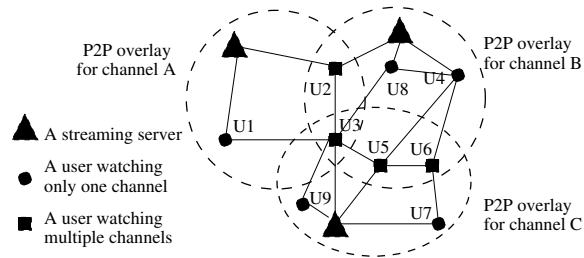 P2P overlay
for channel A
P2P overlay
for channel B
U2
U8
U4
U1
U3
U5
U6
A streaming server
A user watching
only one channel
A user watching
multiple channels
U9
U7
P2P overlay
for channel C